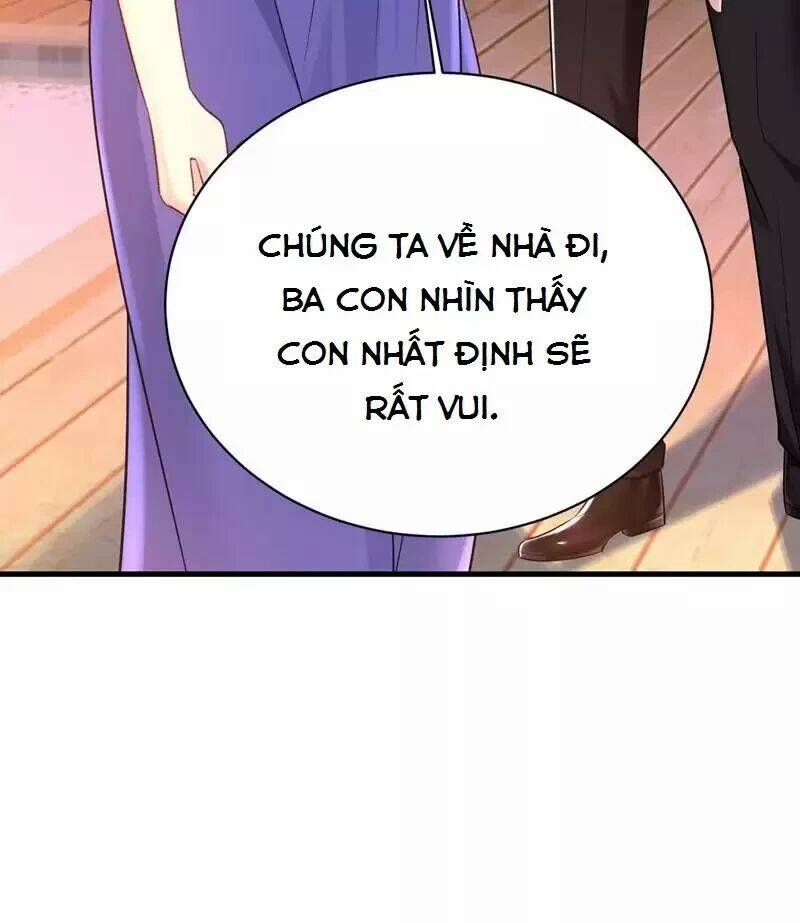 CHÚNG TA VỀ NHÀ ĐI,
BA CON NHÌN THẤY
CON NHẤT ĐỊNH SẼ
RẤT VUI.